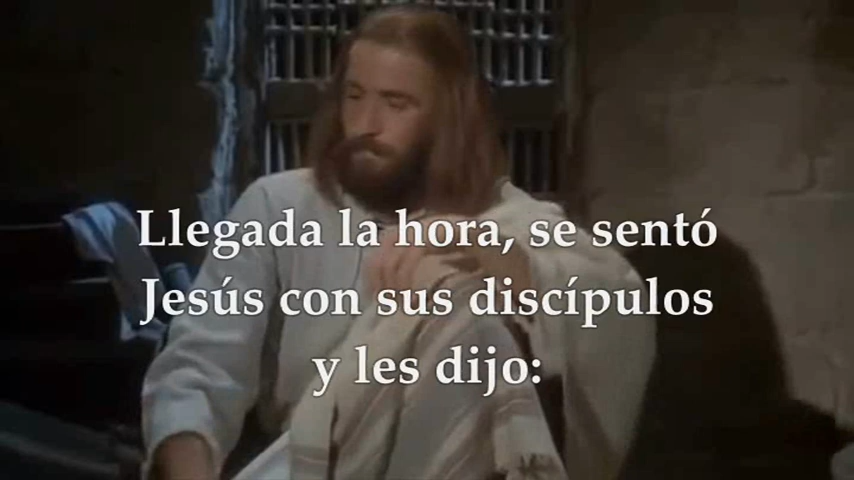 Llegada la hora, se sentó
Jesús con sus discípulos
y les dijo: